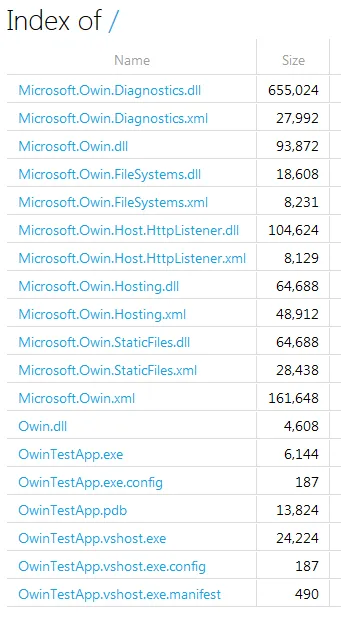 Index of /
Name Size
Microsoft.Owin.Diagnostics.dll 655,024
Microsoft.Owin.Diagnostics.xml 27,992
Microsoft.Owin.dll 93,872
Microsoft.Owin.FileSystems.dll 18,608
Microsoft.Owin.FileSystems.xml 8,231
Microsoft.Owin.Host.HttpListener.dll 104,624
Microsoft.Owin.Host.HttpListener.xml 8,129
Microsoft.Owin.Hosting.dll 64,688
Microsoft.Owin.Hosting.xml 48,912
Microsoft.Owin.StaticFiles.dll 64,688
Microsoft.Owin.StaticFiles.xml 28,438
Microsoft.Owin.xml 161,648
Owin.dll 4,608
OwinTestApp.exe 6,144
OwinTestApp.exe.config 187
OwinTestApp.pdb 13,824
OwinTestApp.vshost.exe 24,224
OwinTestApp.vshost.exe.config 187
OwinTestApp.vshost.exe.manifest 490